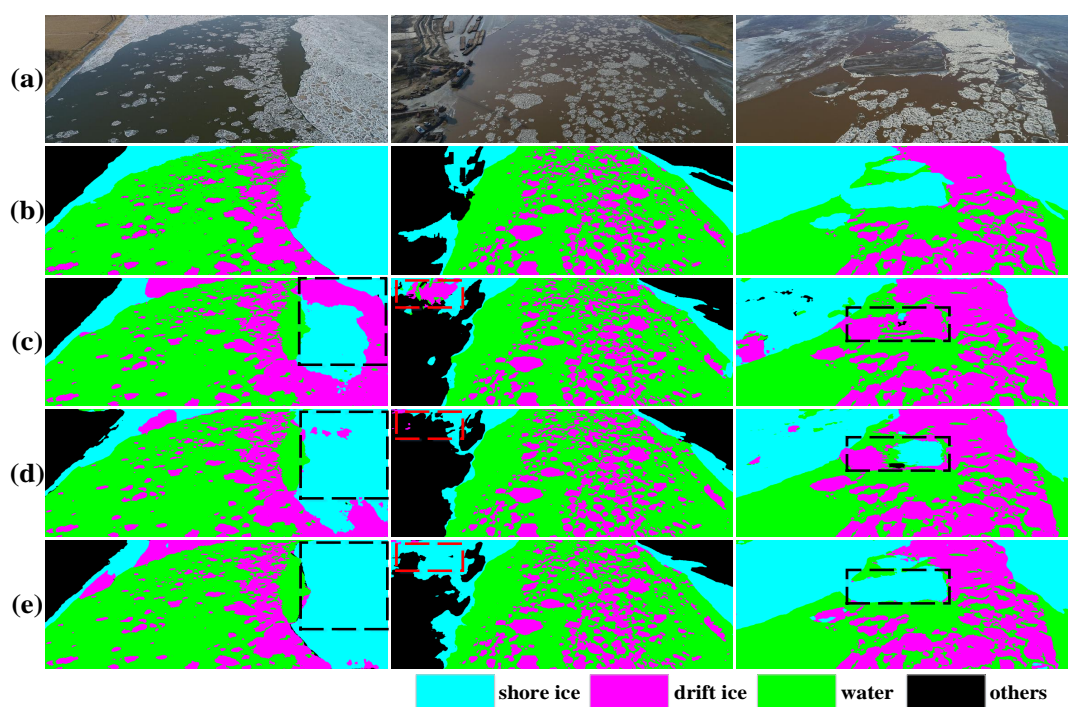 (a)
(b)
(c)
(d)
(e)
shore ice drift ice water others